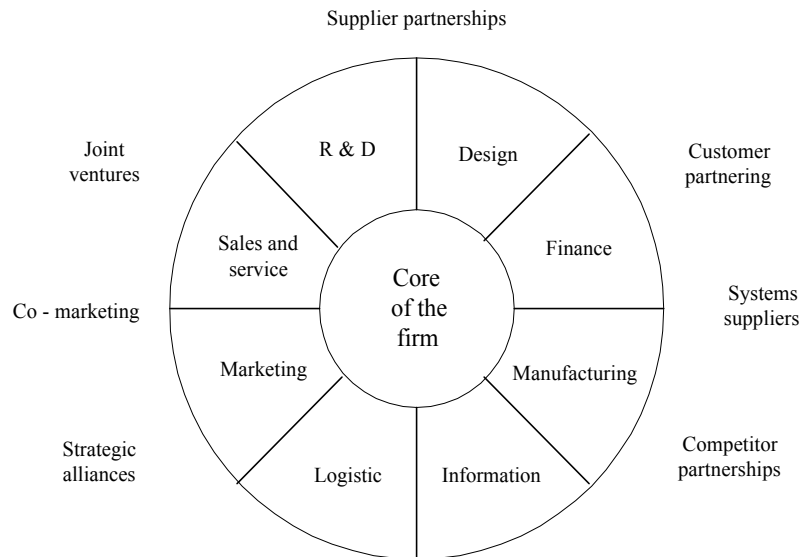 Supplier partnerships
Joint
ventures
R & D
Design
Customer
partnering
Sales and
service
Finance
Core
of the
firm
Co - marketing
Systems
suppliers
Marketing
Manufacturing
Strategic
alliances
Logistic
Information
Competitor
partnerships